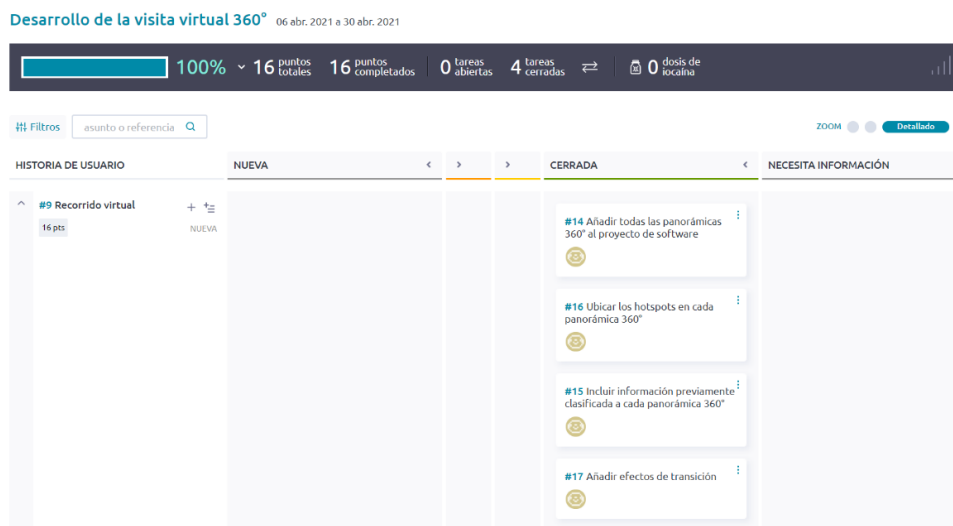 Desarrollo de la visita virtual 360° 06 abr. 2021 a 30 abr. 2021
100% 16 puntos totales 16 puntos completados 0 tareas abiertas 4 tareas cerradas 0 dosis de iocaína
Filtros asunto o referencia ZOOM Detallado
HISTORIA DE USUARIO NUEVA CERRADA NECESITA INFORMACIÓN
#9 Recorrido virtual
16 pts NUEVA
#14 Añadir todas las panorámicas
360° al proyecto de software
#16 Ubicar los hotspots en cada
panorámica 360°
#15 Incluir información previamente
clasificada a cada panorámica 360°
#17 Añadir efectos de transición